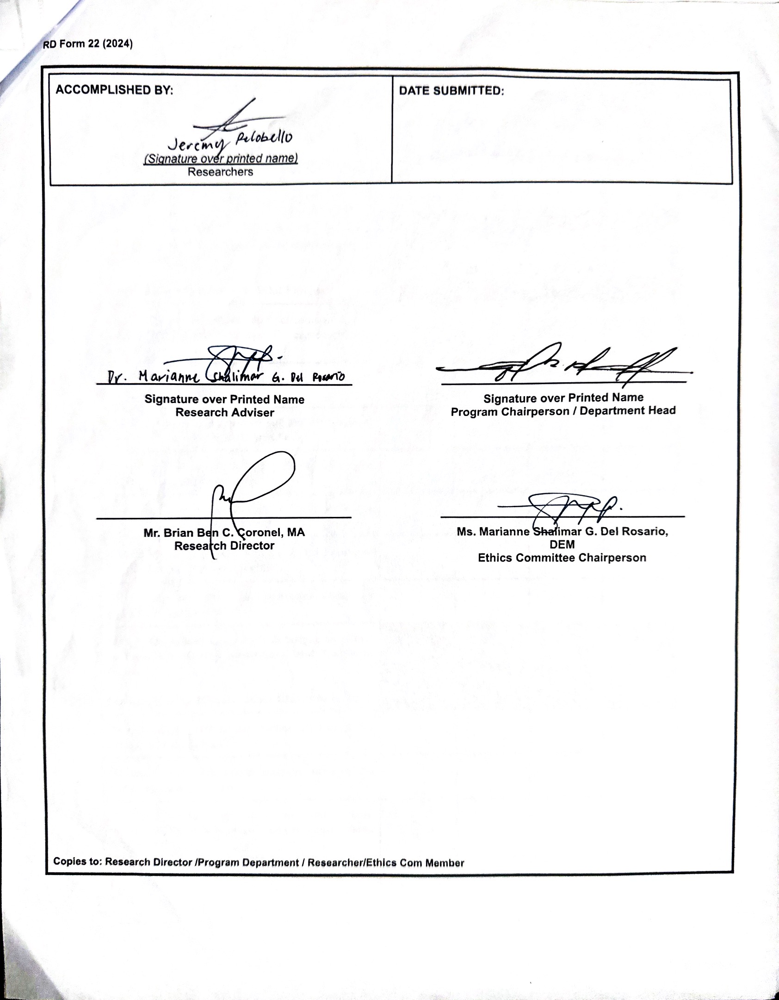 RD Form 22 (2024)
ACCOMPLISHED BY:
Jeremy Pelobello
(Signature over printed name)
Researchers
DATE SUBMITTED:
Dr. Marianne Shalimar G. Del Rosario
Signature over Printed Name
Research Adviser
Signature over Printed Name
Program Chairperson / Department Head
Mr. Brian Ben C. Coronel, MA
Research Director
Ms. Marianne Shalimar G. Del Rosario,
DEM
Ethics Committee Chairperson
Copies to: Research Director /Program Department / Researcher/Ethics Com Member